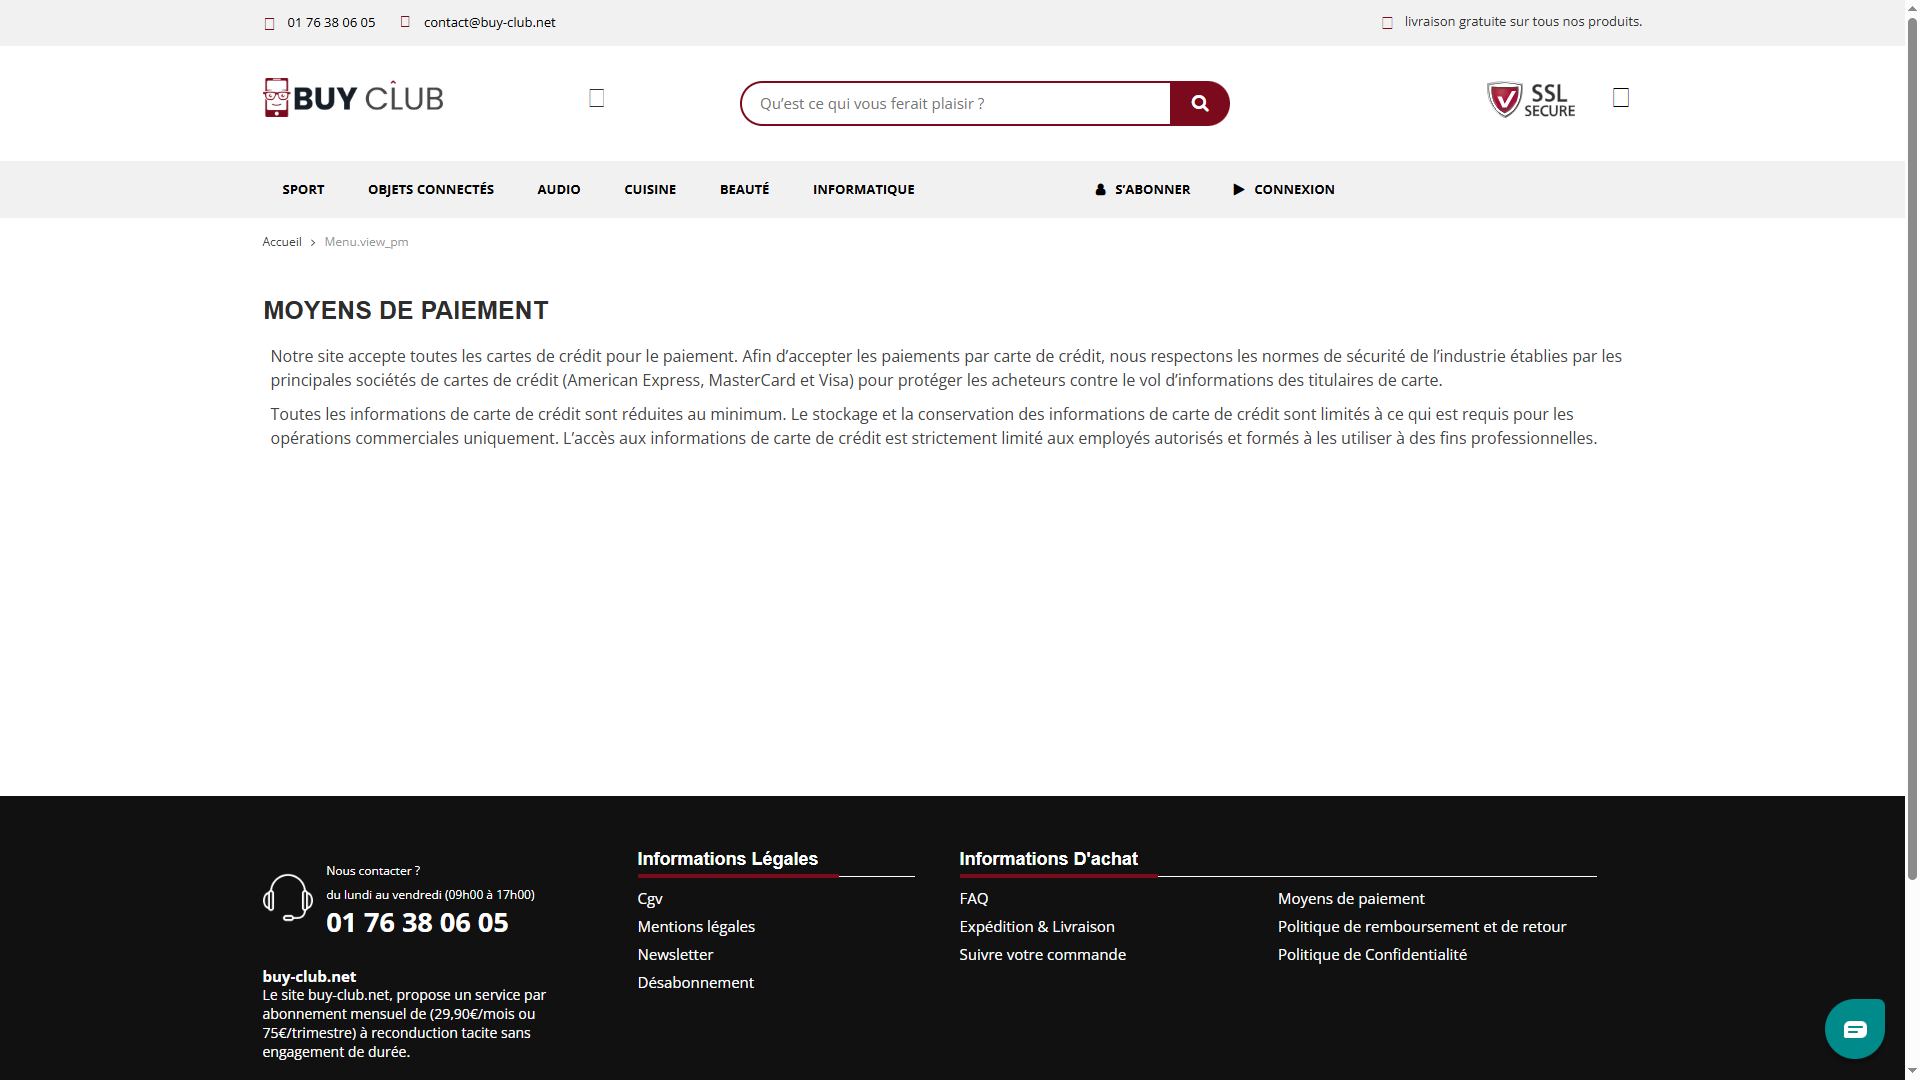 01 76 38 06 05
contact@buy-club.net
livraison gratuite sur tous nos produits.
BUY CLUB
Qu’est ce qui vous ferait plaisir ?
SSL
SECURE
SPORT
OBJETS CONNECTÉS
AUDIO
CUISINE
BEAUTÉ
INFORMATIQUE
S’ABONNER
CONNEXION
Accueil
Menu.view_pm
MOYENS DE PAIEMENT
Notre site accepte toutes les cartes de crédit pour le paiement. Afin d’accepter les paiements par carte de crédit, nous respectons les normes de sécurité de l’industrie établies par les
principales sociétés de cartes de crédit (American Express, MasterCard et Visa) pour protéger les acheteurs contre le vol d’informations des titulaires de carte.
Toutes les informations de carte de crédit sont réduites au minimum. Le stockage et la conservation des informations de carte de crédit sont limités à ce qui est requis pour les
opérations commerciales uniquement. L’accès aux informations de carte de crédit est strictement limité aux employés autorisés et formés à les utiliser à des fins professionnelles.
Nous contacter ?
du lundi au vendredi (09h00 à 17h00)
01 76 38 06 05
buy-club.net
Le site buy-club.net, propose un service par
abonnement mensuel de (29,90€/mois ou
75€/trimestre) à reconduction tacite sans
engagement de durée.
Informations Légales
Cgv
Mentions légales
Newsletter
Désabonnement
Informations D'achat
FAQ
Expédition & Livraison
Suivre votre commande
Moyens de paiement
Politique de remboursement et de retour
Politique de Confidentialité